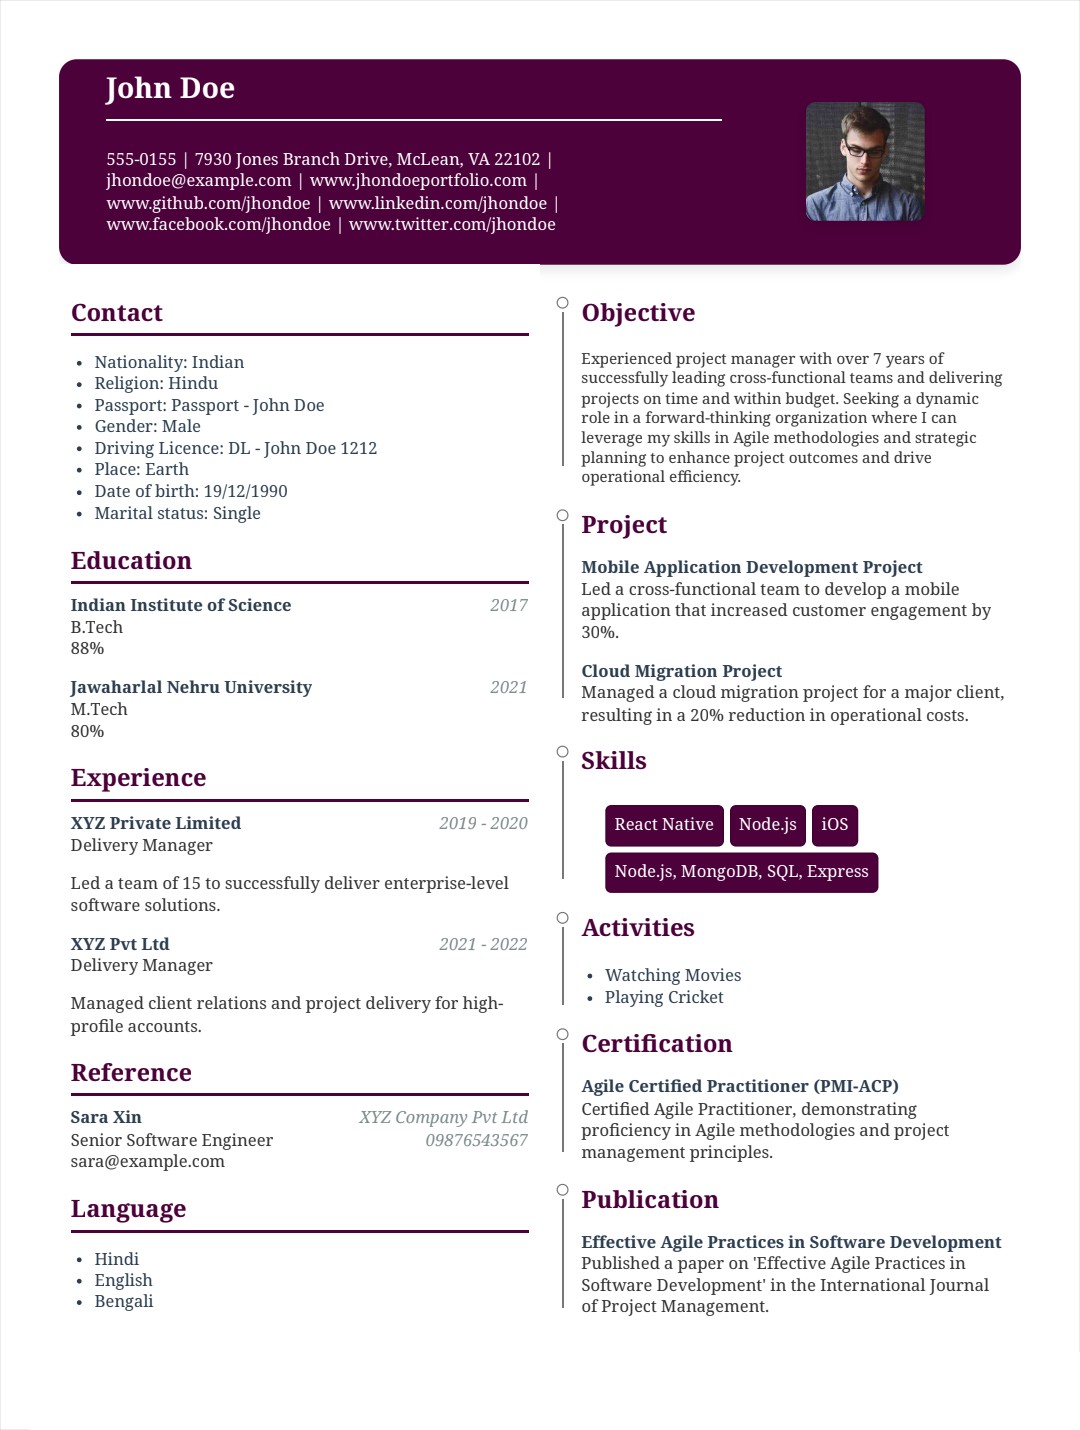 John Doe
555-0155 | 7930 Jones Branch Drive, McLean, VA 22102 |
jhondoe@example.com | www.jhondoeportfolio.com |
www.github.com/jhondoe | www.linkedin.com/jhondoe |
www.facebook.com/jhondoe | www.twitter.com/jhondoe
Contact
• Nationality: Indian
• Religion: Hindu
• Passport: Passport - John Doe
• Gender: Male
• Driving Licence: DL - John Doe 1212
• Place: Earth
• Date of birth: 19/12/1990
• Marital status: Single
Education
Indian Institute of Science 2017
B.Tech
88%
Jawaharlal Nehru University 2021
M.Tech
80%
Experience
XYZ Private Limited 2019 - 2020
Delivery Manager
Led a team of 15 to successfully deliver enterprise-level
software solutions.
XYZ Pvt Ltd 2021 - 2022
Delivery Manager
Managed client relations and project delivery for high-
profile accounts.
Reference
Sara Xin XYZ Company Pvt Ltd
Senior Software Engineer 09876543567
sara@example.com
Language
• Hindi
• English
• Bengali
Objective
Experienced project manager with over 7 years of
successfully leading cross-functional teams and delivering
projects on time and within budget. Seeking a dynamic
role in a forward-thinking organization where I can
leverage my skills in Agile methodologies and strategic
planning to enhance project outcomes and drive
operational efficiency.
Project
Mobile Application Development Project
Led a cross-functional team to develop a mobile
application that increased customer engagement by
30%.
Cloud Migration Project
Managed a cloud migration project for a major client,
resulting in a 20% reduction in operational costs.
Skills
React Native Node.js iOS
Node.js, MongoDB, SQL, Express
Activities
• Watching Movies
• Playing Cricket
Certification
Agile Certified Practitioner (PMI-ACP)
Certified Agile Practitioner, demonstrating
proficiency in Agile methodologies and project
management principles.
Publication
Effective Agile Practices in Software Development
Published a paper on 'Effective Agile Practices in
Software Development' in the International Journal
of Project Management.